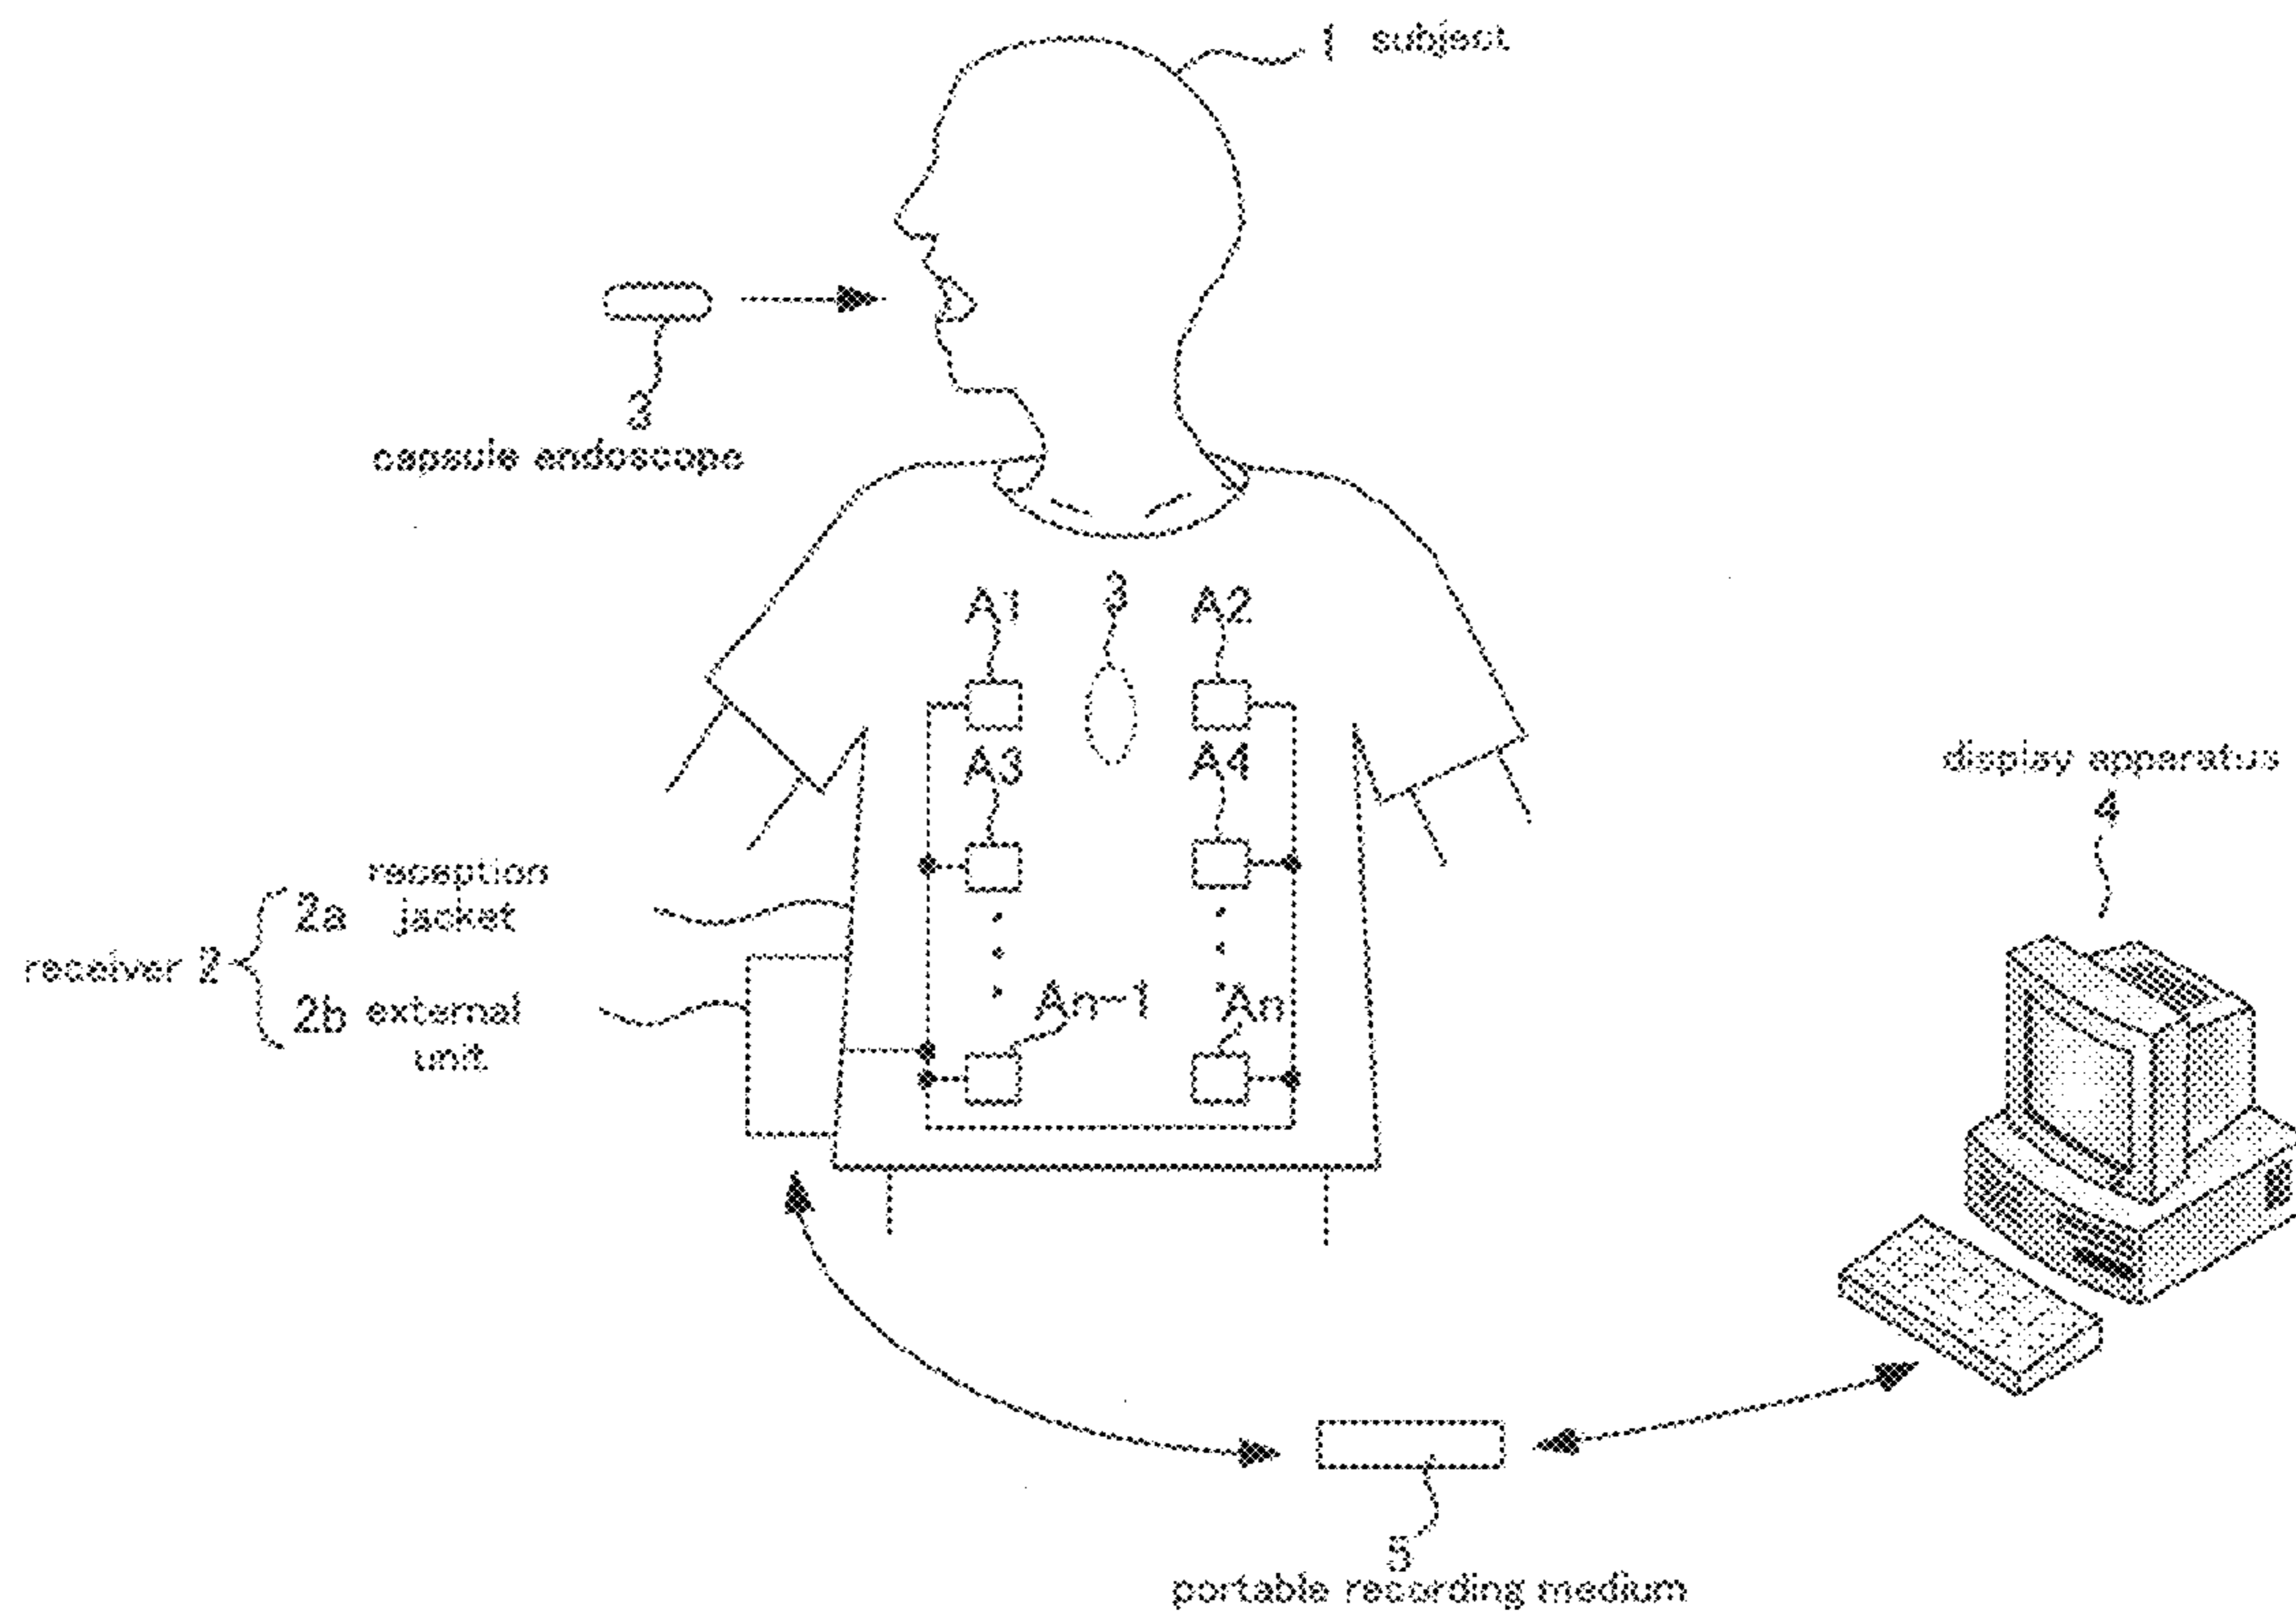 1 subject
3
capsule endoscope
A1 3 A2
A3 A4
display apparatus
4
reception
2a jacket
receiver 2
2b external
unit
An-1 An
5
portable recording medium